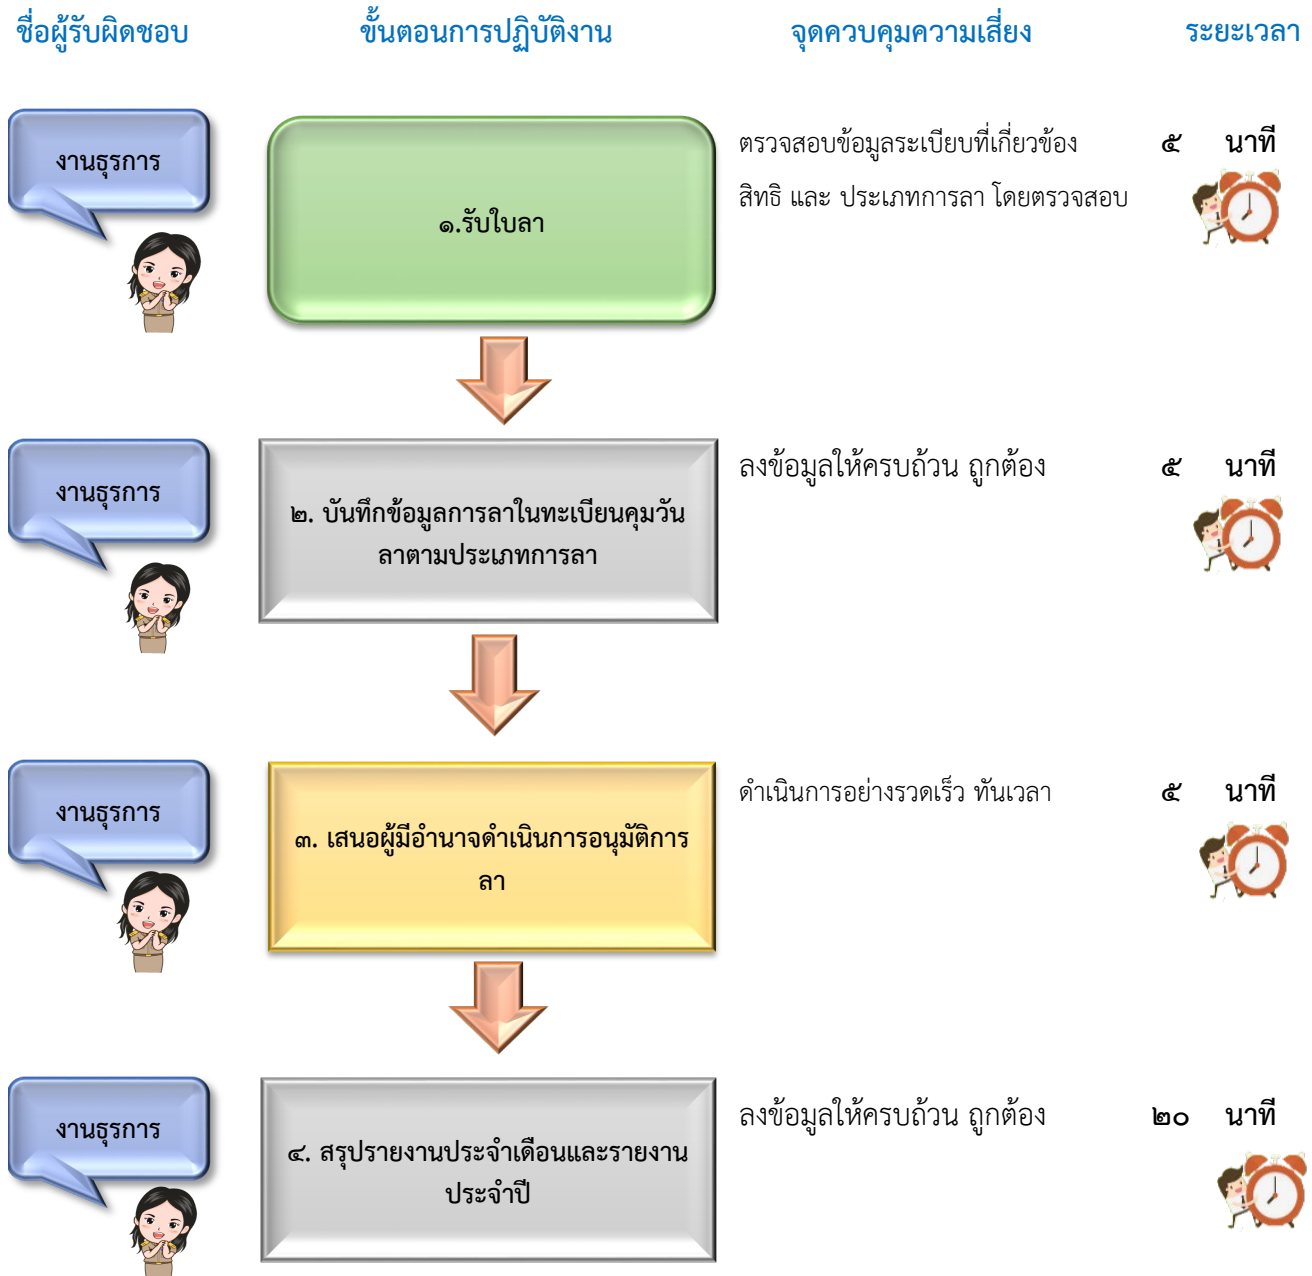 ชื่อผู้รับผิดชอบ ขั้นตอนการปฏิบัติงาน จุดควบคุมความเสี่ยง ระยะเวลา
งานธุรการ
๑.รับใบลา
ตรวจสอบข้อมูลระเบียบที่เกี่ยวข้อง
สิทธิ และ ประเภทการลา โดยตรวจสอบ
๕ นาที
งานธุรการ
๒. บันทึกข้อมูลการลาในทะเบียนคุมวัน
ลาตามประเภทการลา
ลงข้อมูลให้ครบถ้วน ถูกต้อง
๕ นาที
งานธุรการ
๓. เสนอผู้มีอำนาจดำเนินการอนุมัติการ
ลา
ดำเนินการอย่างรวดเร็ว ทันเวลา
๕ นาที
งานธุรการ
๔. สรุปรายงานประจำเดือนและรายงาน
ประจำปี
ลงข้อมูลให้ครบถ้วน ถูกต้อง
๒๐ นาที